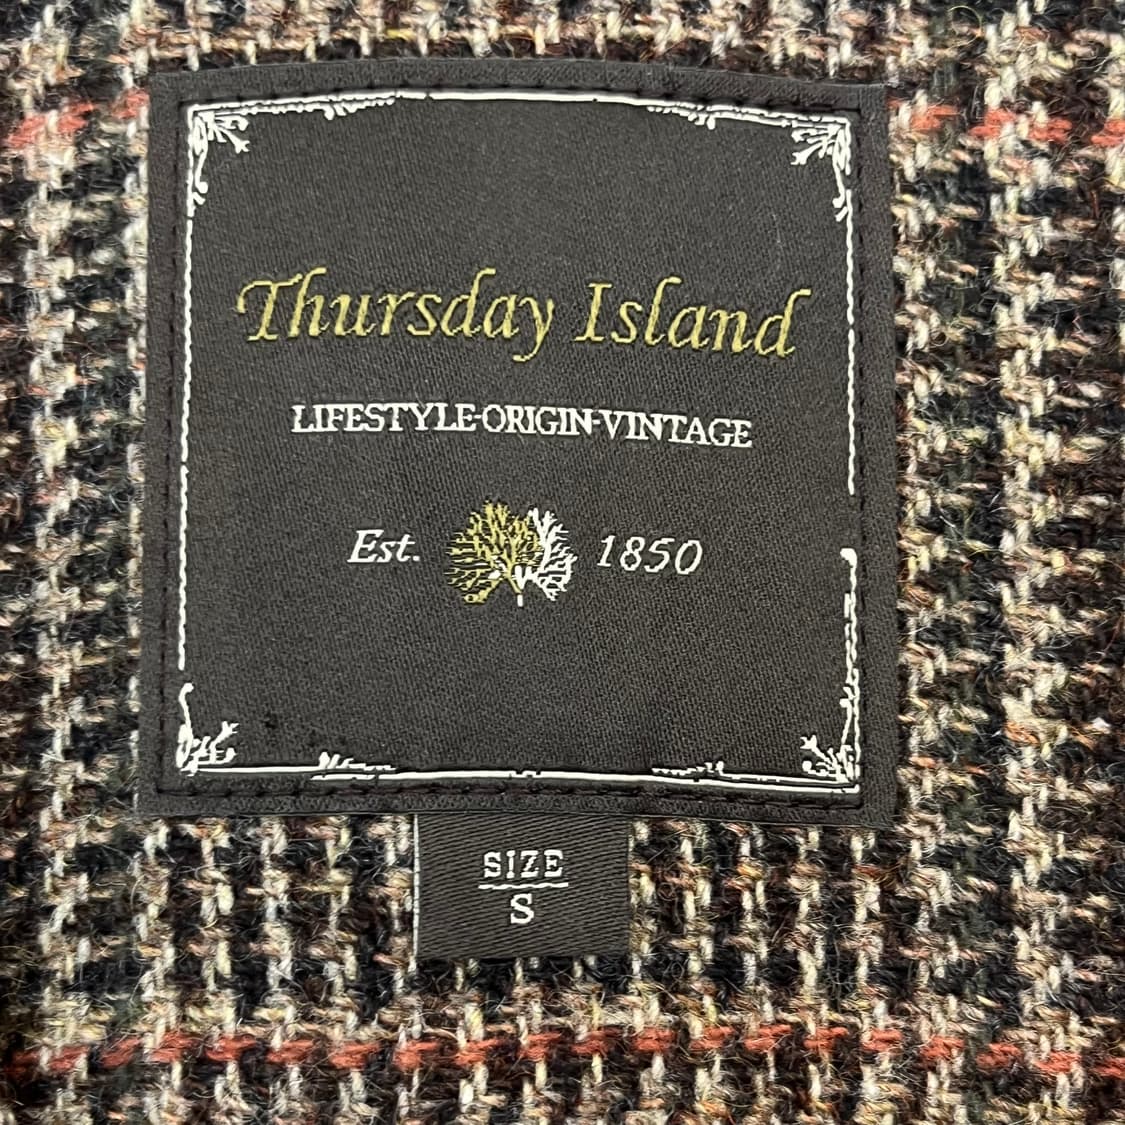 Thursday Island
LIFESTYLE-ORIGIN-VINTAGE
Est. 1850
SIZE
S